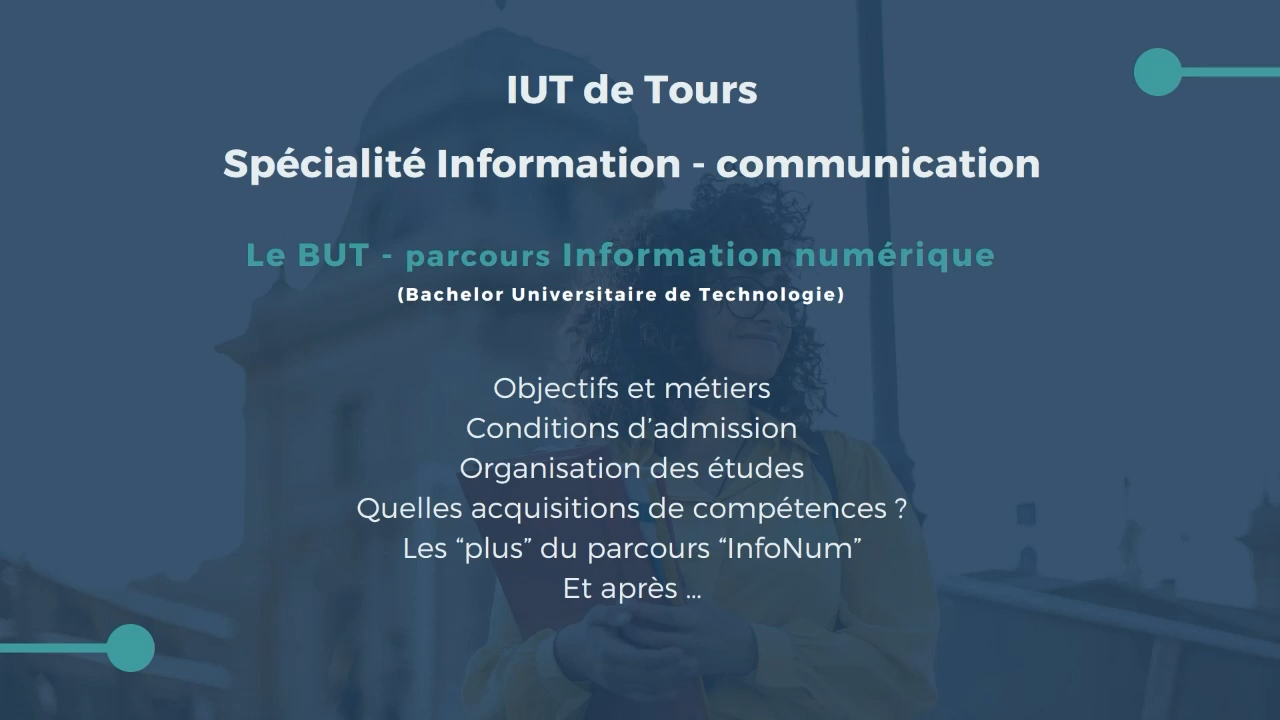 IUT de Tours
Spécialité Information - communication
Le BUT - parcours Information numérique
(Bachelor Universitaire de Technologie)
Objectifs et métiers
Conditions d’admission
Organisation des études
Quelles acquisitions de compétences ?
Les “plus” du parcours “InfoNum”
Et après ...